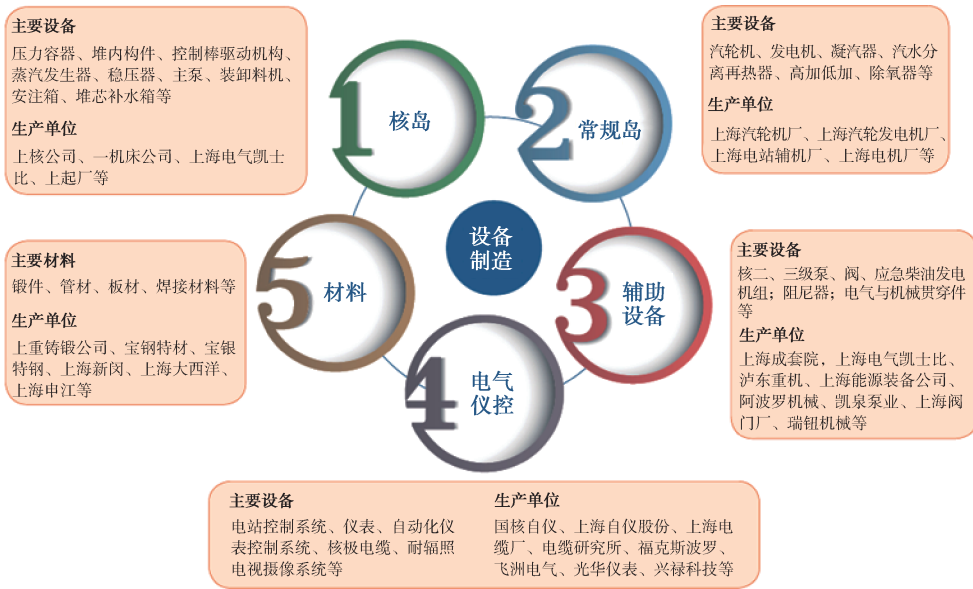 主要设备
压力容器、堆内构件、控制棒驱动机构、
蒸汽发生器、稳压器、主泵、装卸料机、
安注箱、堆芯补水箱等
生产单位
上核公司、一机床公司、上海电气凯士
比、上起厂等
1
核岛
2
常规岛
主要设备
汽轮机、发电机、凝汽器、汽水分
离再热器、高加低加、除氧器等
生产单位
上海汽轮机厂、上海汽轮发电机厂、
上海电站辅机厂、上海电机厂等
设备
制造
主要材料
锻件、管材、板材、焊接材料等
生产单位
上重铸锻公司、宝钢特材、宝银
特钢、上海新闵、上海大西洋、
上海申江等
5
材料
3
辅助
设备
主要设备
核二、三级泵、阀、应急柴油发电
机组；阻尼器；电气与机械贯穿件
等
生产单位
上海成套院，上海电气凯士比、
泸东重机、上海能源装备公司、
阿波罗机械、凯泉泵业、上海阀
门厂、瑞钮机械等
4
电气
仪控
主要设备
电站控制系统、仪表、自动化仪
表控制系统、核极电缆、耐辐照
电视摄像系统等
生产单位
国核自仪、上海自仪股份、上海电
缆厂、电缆研究所、福克斯波罗、
飞洲电气、光华仪表、兴禄科技等